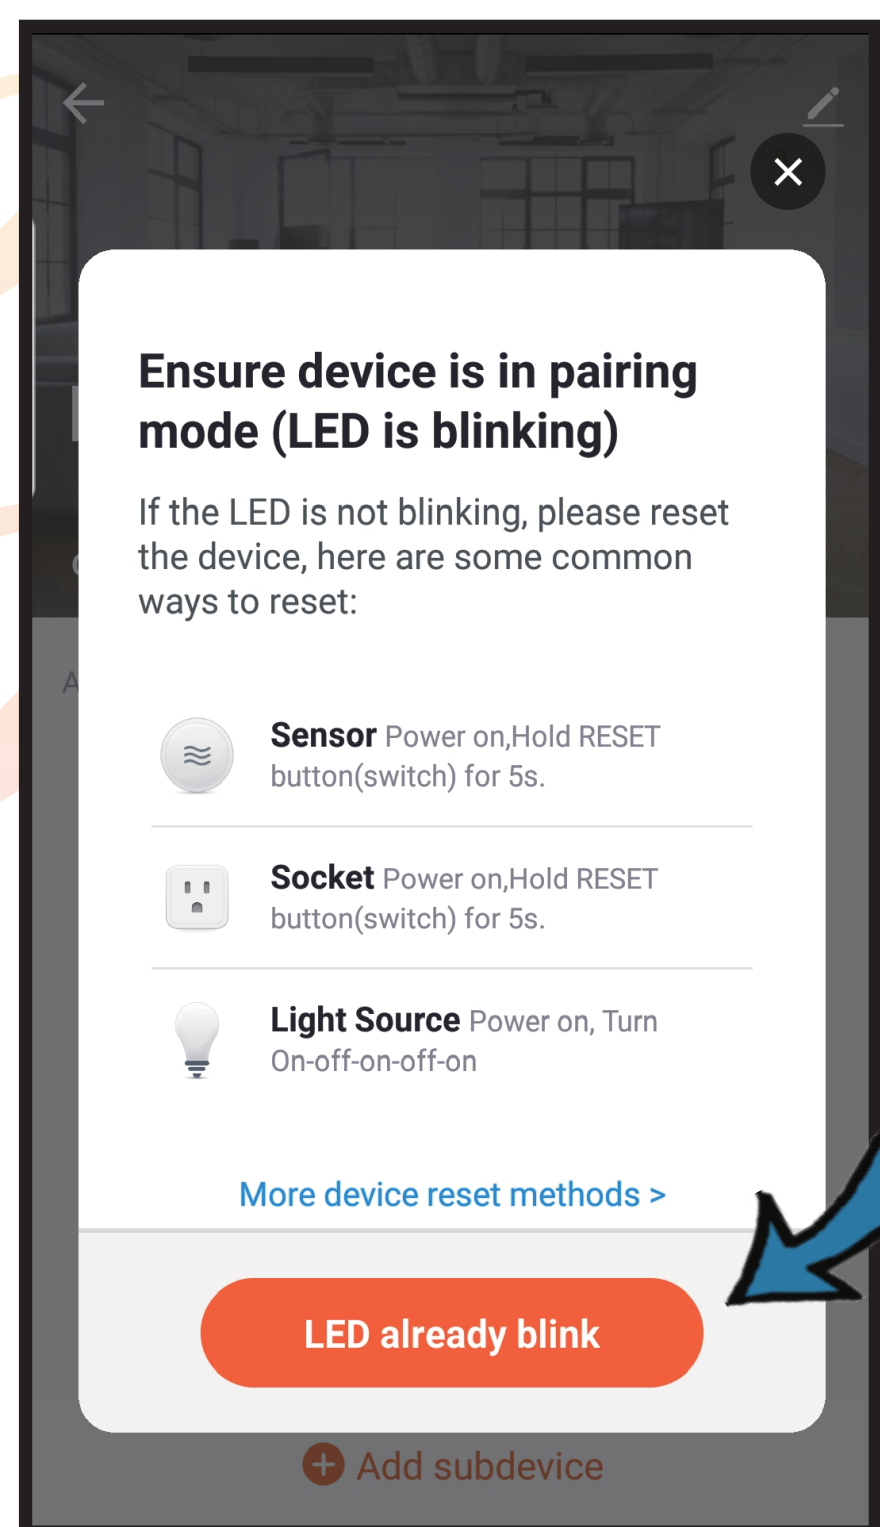 Ensure device is in pairing
mode (LED is blinking)
If the LED is not blinking, please reset
the device, here are some common
ways to reset:
Sensor Power on,Hold RESET
button(switch) for 5s.
Socket Power on,Hold RESET
button(switch) for 5s.
Light Source Power on, Turn
On-off-on-off-on
More device reset methods >
LED already blink
Add subdevice